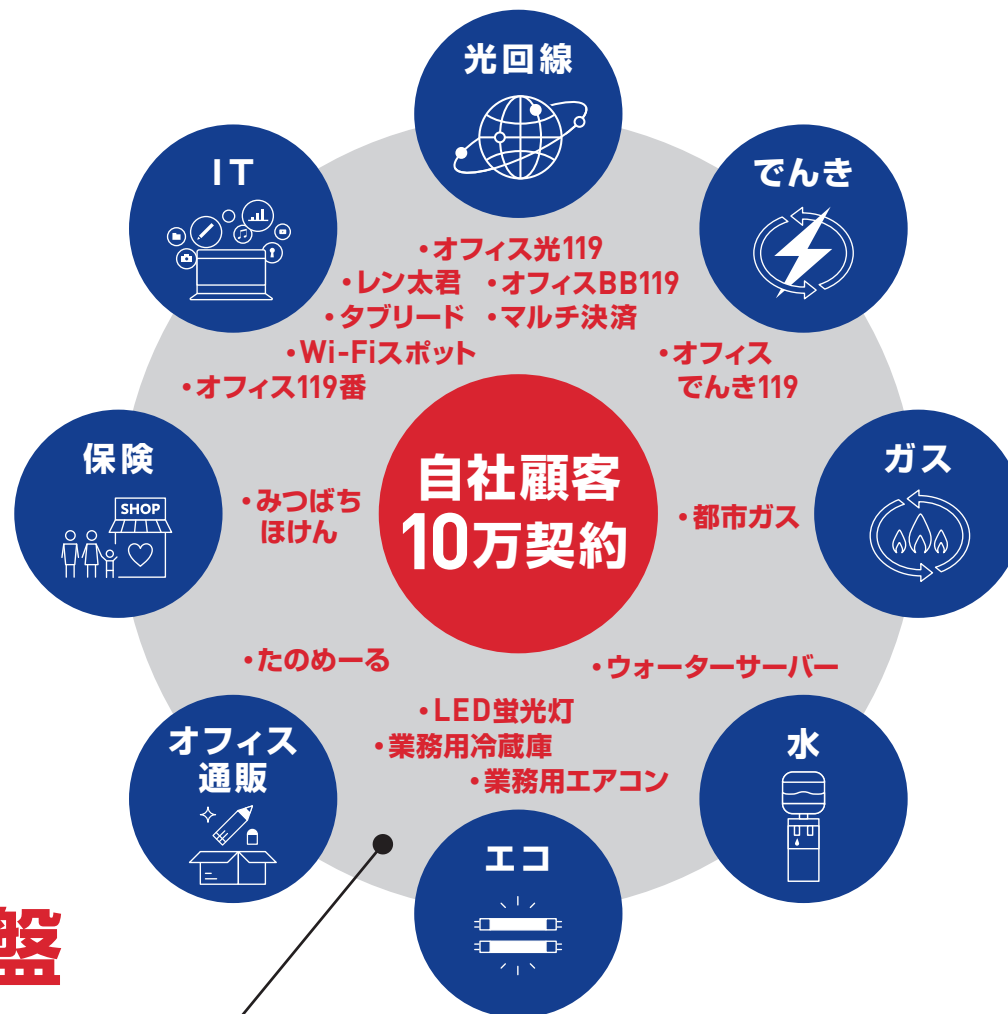 光回線
IT
でんき
・オフィス光119
・レン太君 ・オフィスBB119
・タブリード ・マルチ決済
・Wi-Fiスポット
・オフィス119番
・オフィス
でんき119
保険
SHOP
・みつばち
ほけん
自社顧客
10万契約
・都市ガス
ガス
・たのめーる
・ウォーターサーバー
・LED蛍光灯
・業務用冷蔵庫
・業務用エアコン
オフィス
通販
水
エコ
盤